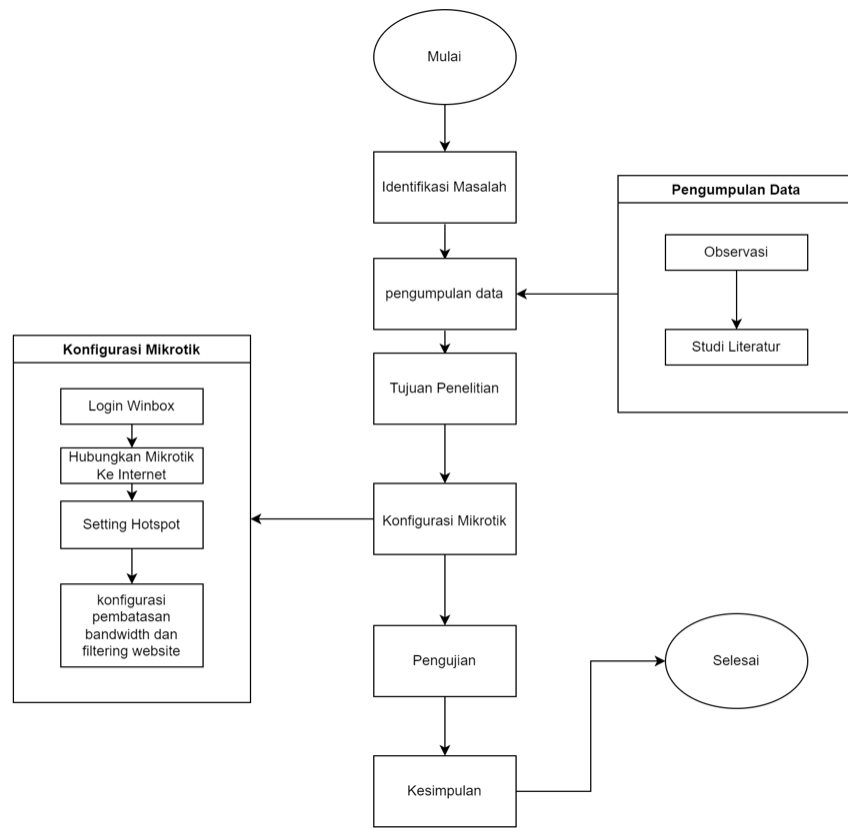 Mulai
Identifikasi Masalah
Pengumpulan Data
Observasi
pengumpulan data
Studi Literatur
Konfigurasi Mikrotik
Tujuan Penelitian
Login Winbox
Hubungkan Mikrotik
Ke Internet
Setting Hotspot
Konfigurasi Mikrotik
konfigurasi
pembatasan
bandwidth dan
filtering website
Pengujian
Selesai
Kesimpulan